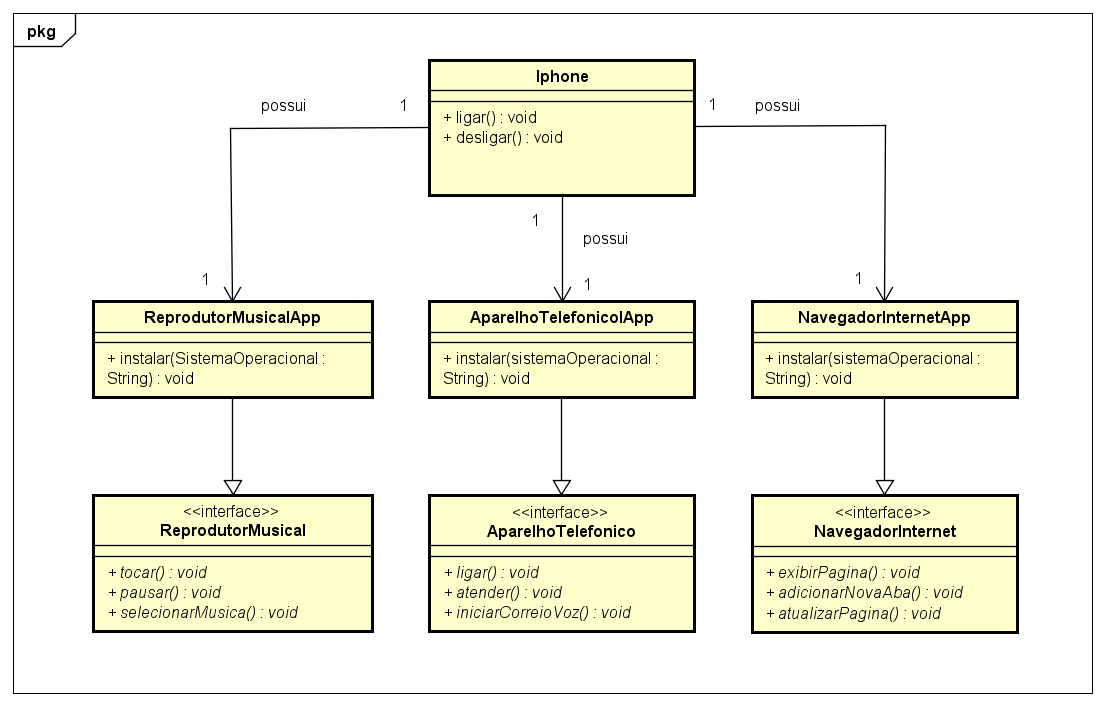 pkg
Iphone
+ ligar() : void
+ desligar() : void
possui
1
1
possui
1
possui
1
1
1
ReprodutorMusicalApp
+ instalar(SistemaOperacional :
String) : void
AparelhoTelefonicolApp
+ instalar(sistemaOperacional :
String) : void
NavegadorInternetApp
+ instalar(sistemaOperacional :
String) : void
<<interface>>
ReprodutorMusical
+ tocar() : void
+ pausar() : void
+ selecionarMusica() : void
<<interface>>
AparelhoTelefonico
+ ligar() : void
+ atender() : void
+ iniciarCorreioVoz() : void
<<interface>>
NavegadorInternet
+ exibirPagina() : void
+ adicionarNovaAba() : void
+ atualizarPagina() : void